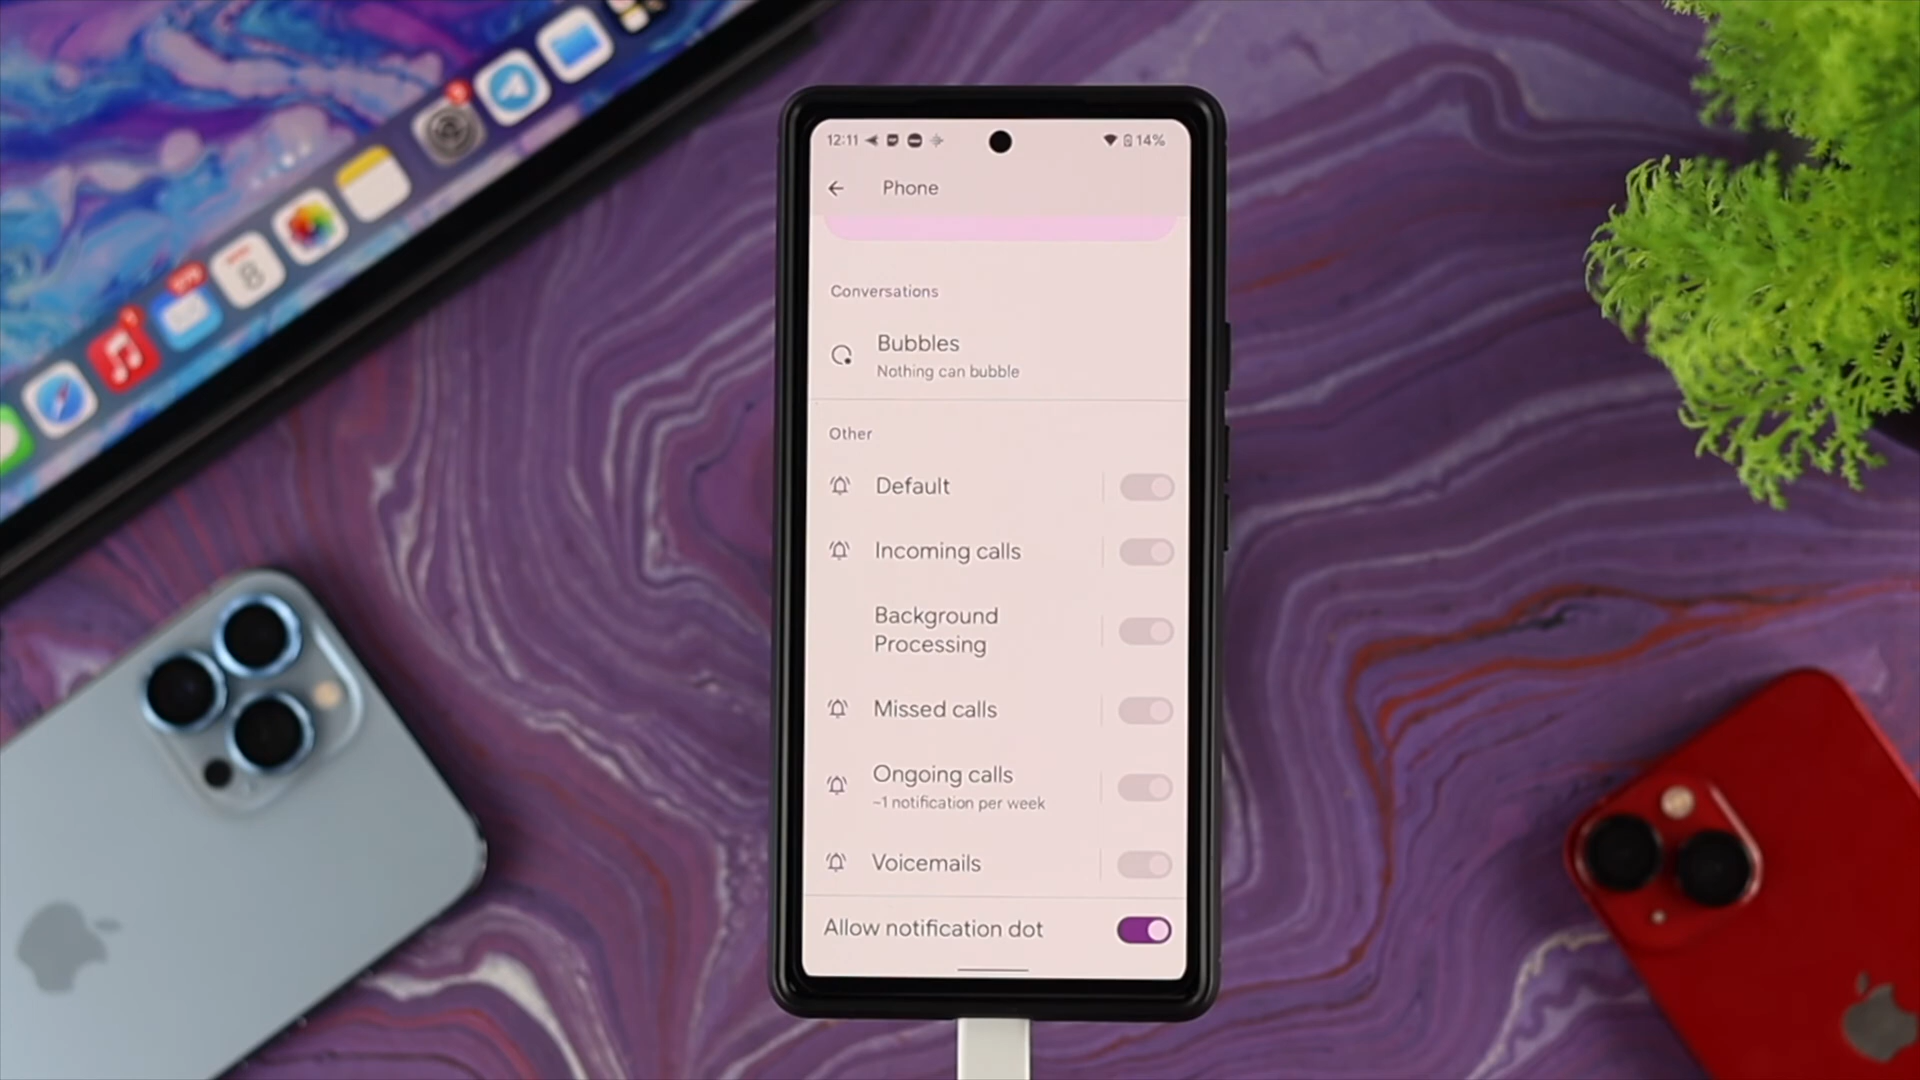 12:11
14%
Phone
Conversations
Bubbles
Nothing can bubble
Other
Default
Incoming calls
Background
Processing
Missed calls
Ongoing calls
~1 notification per week
Voicemails
Allow notification dot
8